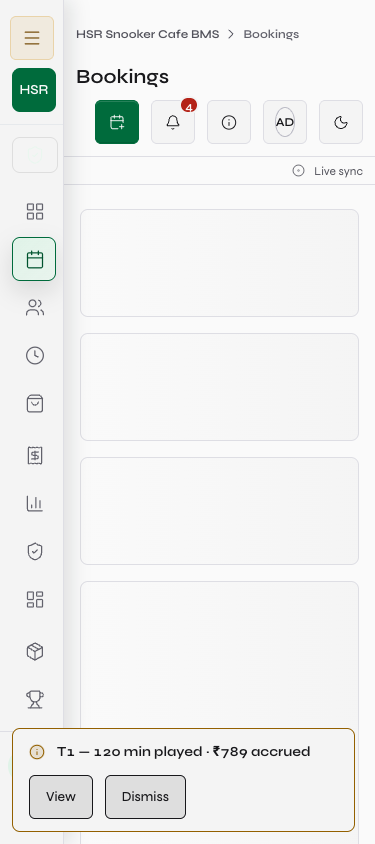 HSR
HSR Snooker Cafe BMS > Bookings
Bookings
4
AD
Live sync
T1 — 120 min played · ₹789 accrued
View
Dismiss